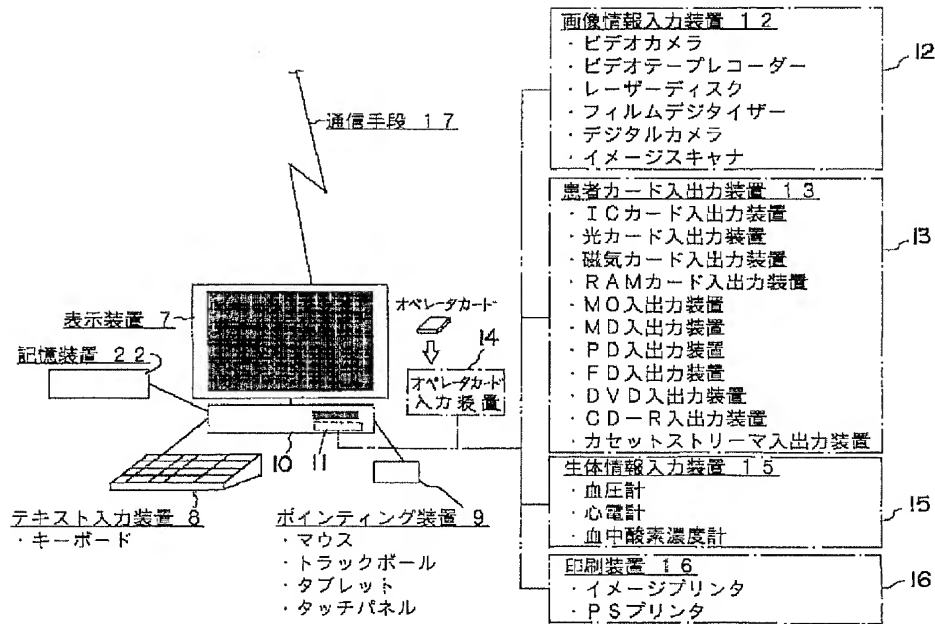 通信手段 17
表示装置 7
記憶装置 22
オペレータカード
14
オペレータカード
入力装置
10
11
テキスト入力装置 8
・キーボード
ポインティング装置 9
・マウス
・トラックボール
・タブレット
・タッチパネル
画像情報入力装置 12
・ビデオカメラ
・ビデオテープレコーダー
・レーザーディスク
・フィルムデジタイザー
・デジタルカメラ
・イメージスキャナ
12
患者カード入出力装置 13
・ICカード入出力装置
・光カード入出力装置
・磁気カード入出力装置
・RAMカード入出力装置
・MO入出力装置
・MD入出力装置
・PD入出力装置
・FD入出力装置
・DVD入出力装置
・CD-R入出力装置
・カセットストリーマ入出力装置
13
生体情報入力装置 15
・血圧計
・心電計
・血中酸素濃度計
15
印刷装置 16
・イメージプリンタ
・PSプリンタ
16